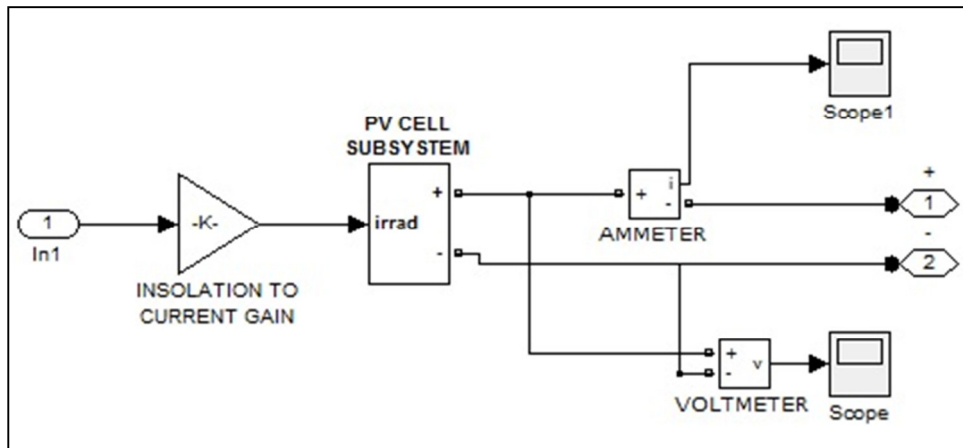 Scope1
PV CELL
SUBSYSTEM
+
i
+
-
+
1
AMMETER
-
1
In1
-K-
irrad
-
2
INSOLATION TO
CURRENT GAIN
+
-
v
VOLTMETER
Scope